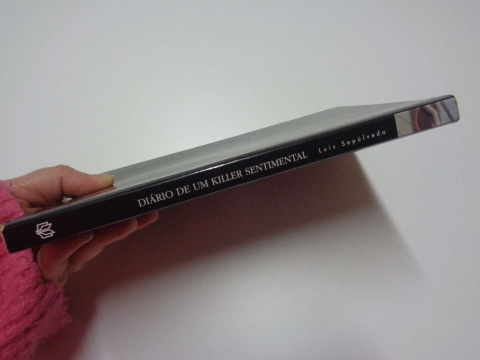 DIÁRIO DE UM KILLER SENTIMENTAL Luis Sepúlveda